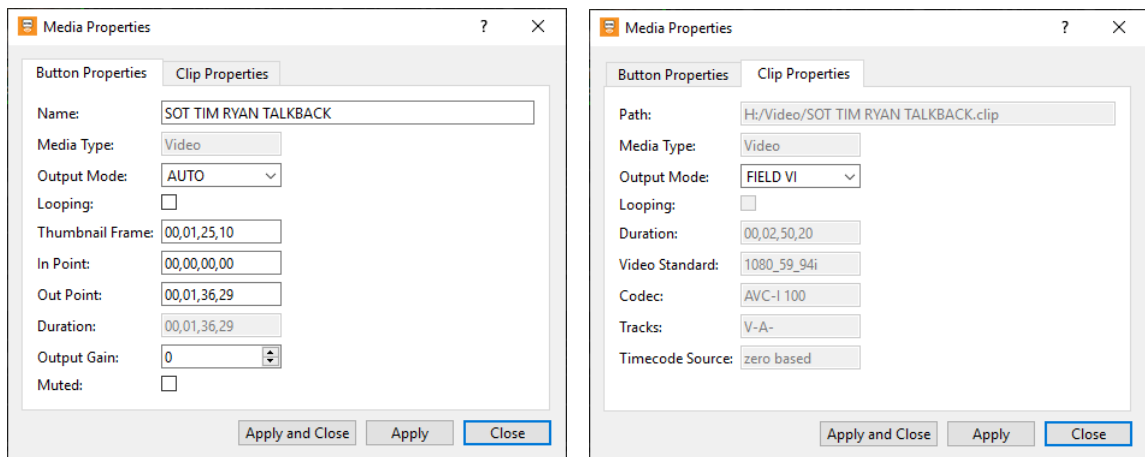 Media Properties ?
Button Properties Clip Properties
Name: SOT TIM RYAN TALKBACK
Media Type: Video
Output Mode: AUTO
Looping:
Thumbnail Frame: 00,01,25,10
In Point: 00,00,00,00
Out Point: 00,01,36,29
Duration: 00,01,36,29
Output Gain: 0
Muted:
Apply and Close Apply Close
Media Properties ?
Button Properties Clip Properties
Path: H:/Video/SOT TIM RYAN TALKBACK.clip
Media Type: Video
Output Mode: FIELD VI
Looping:
Duration: 00,02,50,20
Video Standard: 1080_59_94i
Codec: AVC-I 100
Tracks: V-A-
Timecode Source: zero based
Apply and Close Apply Close